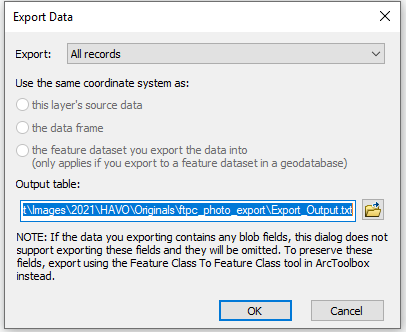 Export Data
Export: All records
Use the same coordinate system as:
this layer's source data
the data frame
the feature dataset you export the data into
(only applies if you export to a feature dataset in a geodatabase)
Output table:
t\Images\2021\HAVO\Originals\ftpc_photo_export\Export_Output.txt
NOTE: If the data you exporting contains any blob fields, this dialog does not
support exporting these fields and they will be omitted. To preserve these
fields, export using the Feature Class To Feature Class tool in ArcToolbox
instead.
OK Cancel